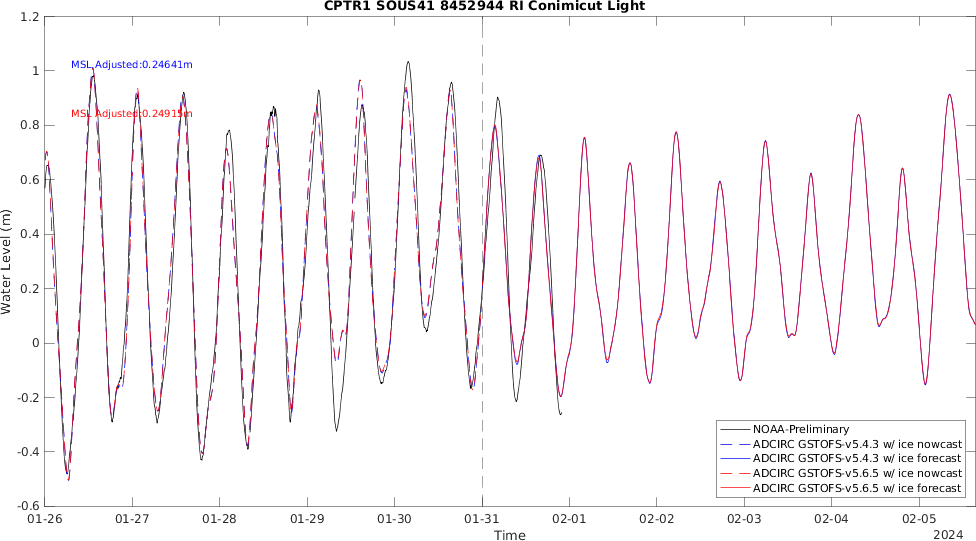 CPTR1 SOUS41 8452944 RI Conimicut Light
1.2
1
0.8
0.6
0.4
0.2
0
-0.2
-0.4
-0.6
Water Level (m)
MSL Adjusted:0.24641m
MSL Adjusted:0.24915m
NOAA-Preliminary
ADCIRC GSTOFS-v5.4.3 w/ ice nowcast
ADCIRC GSTOFS-v5.4.3 w/ ice forecast
ADCIRC GSTOFS-v5.6.5 w/ ice nowcast
ADCIRC GSTOFS-v5.6.5 w/ ice forecast
01-26 01-27 01-28 01-29 01-30 01-31 02-01 02-02 02-03 02-04 02-05
Time
2024